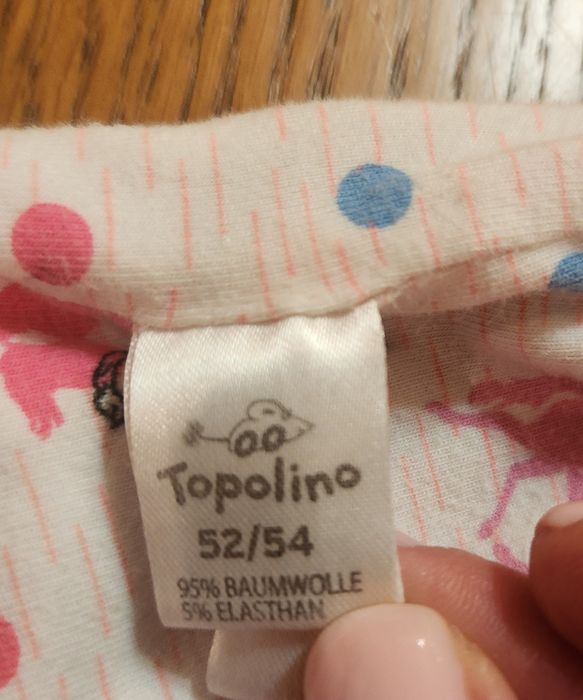 Topolino
52/54
95% BAUMWOLLE
5% ELASTHAN